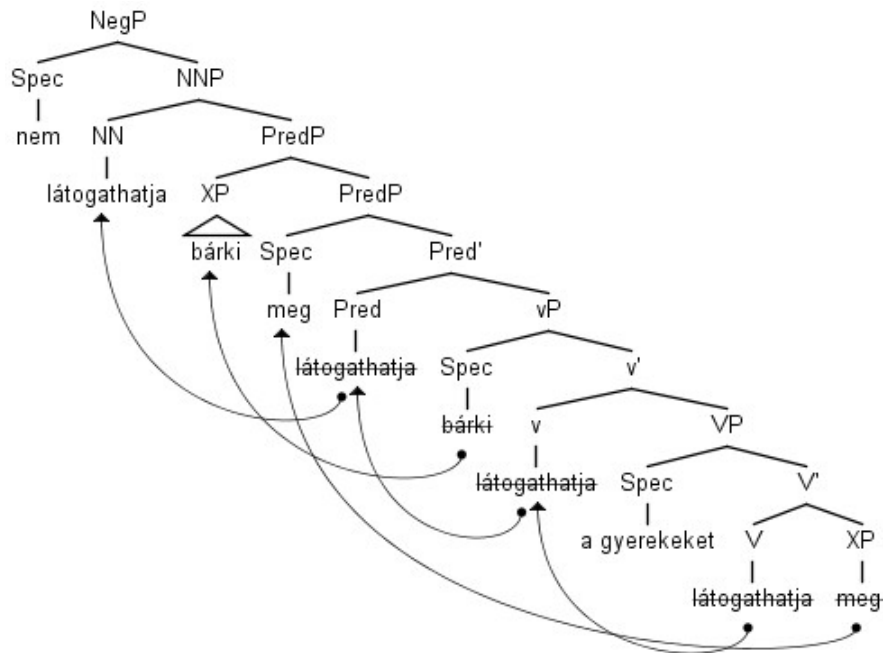 NegP
Spec NNP
nem NN PredP
látogathatja XP PredP
bárki Spec Pred'
meg Pred vP
látogathatja Spec v'
bárki v VP
látogathatja Spec V'
a gyerekeket V XP
látogathatja meg